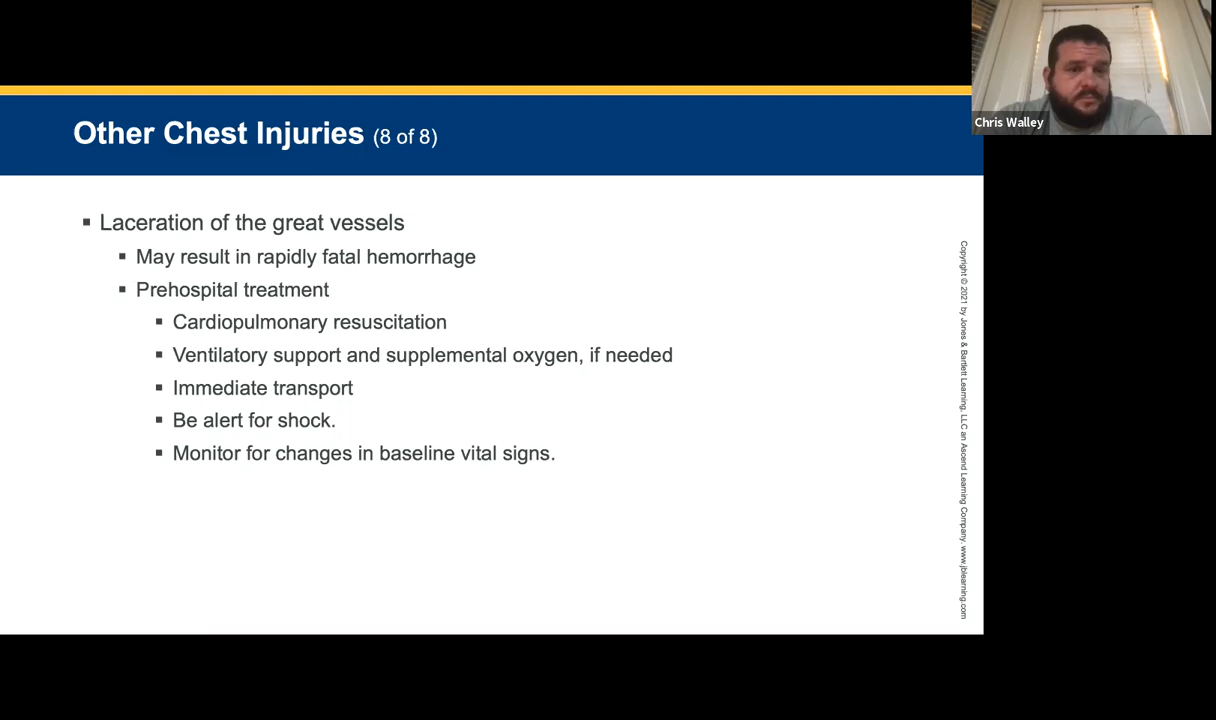 Other Chest Injuries (8 of 8)
▪ Laceration of the great vessels
▪ May result in rapidly fatal hemorrhage
▪ Prehospital treatment
▪ Cardiopulmonary resuscitation
▪ Ventilatory support and supplemental oxygen, if needed
▪ Immediate transport
▪ Be alert for shock.
▪ Monitor for changes in baseline vital signs.
Copyright © 2021 by Jones & Bartlett Learning, LLC an Ascend Learning Company. www.jblearning.com
Chris Walley